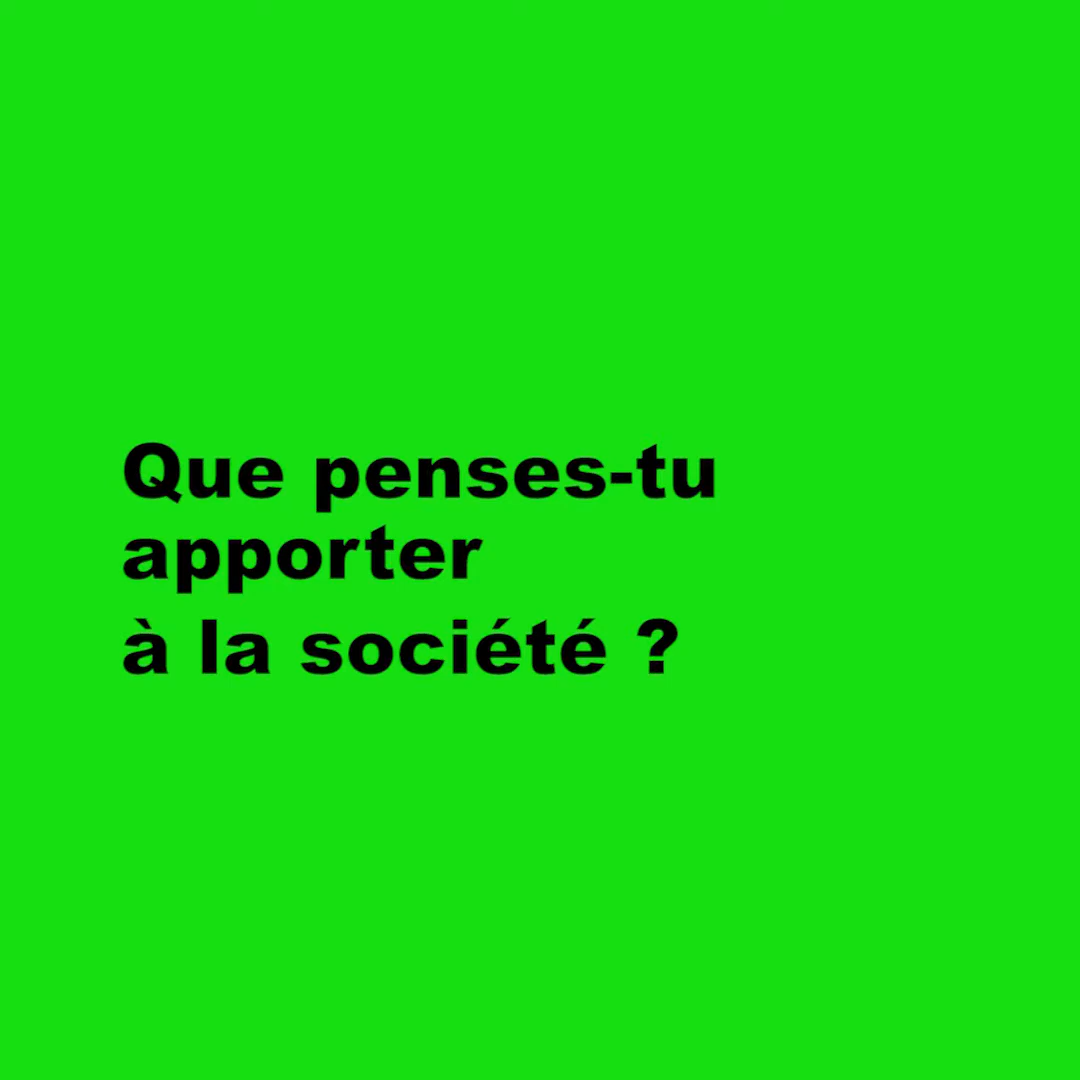 Que penses-tu
apporter
à la société ?